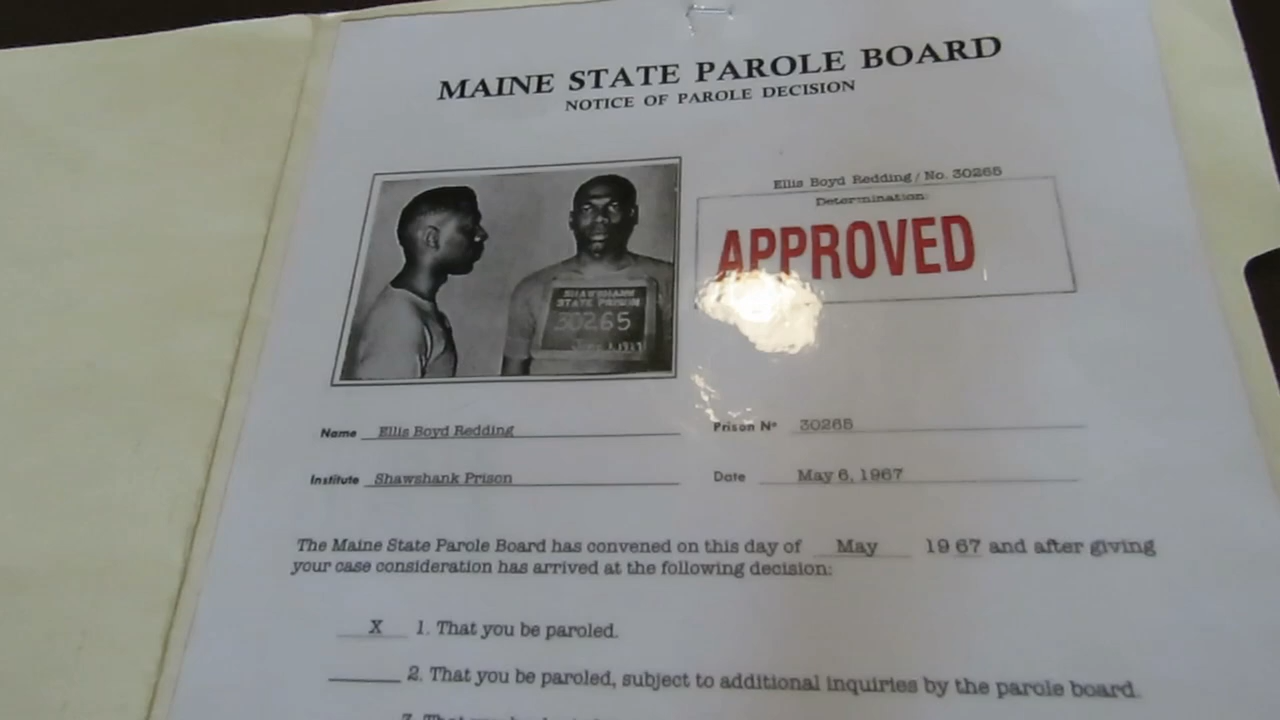 MAINE STATE PAROLE BOARD
NOTICE OF PAROLE DECISION
Ellis Boyd Redding / No. 30265
Determination:
APPROVED
SHAWSHANK
STATE PRISON
30265
Name Ellis Boyd Redding
Prison Nº 30265
Institute Shawshank Prison
Date May 6, 1967
The Maine State Parole Board has convened on this day of May 19 67 and after giving
your case consideration has arrived at the following decision:
X 1. That you be paroled.
2. That you be paroled, subject to additional inquiries by the parole board.